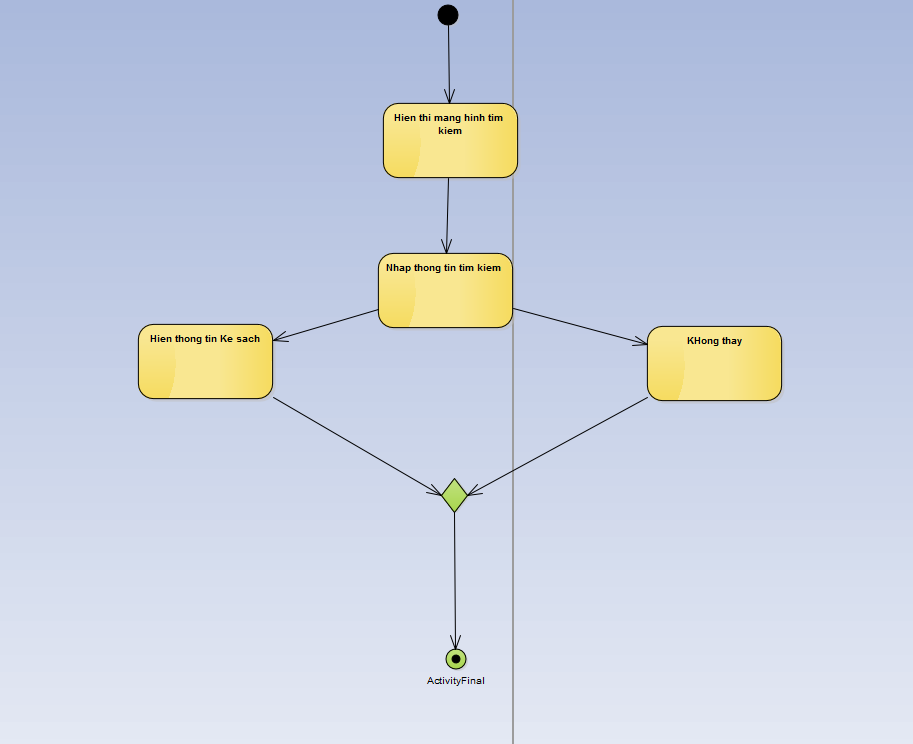 Hien thi mang hinh tim
kiem
Nhap thong tin tim kiem
Hien thong tin Ke sach
KHong thay
ActivityFinal